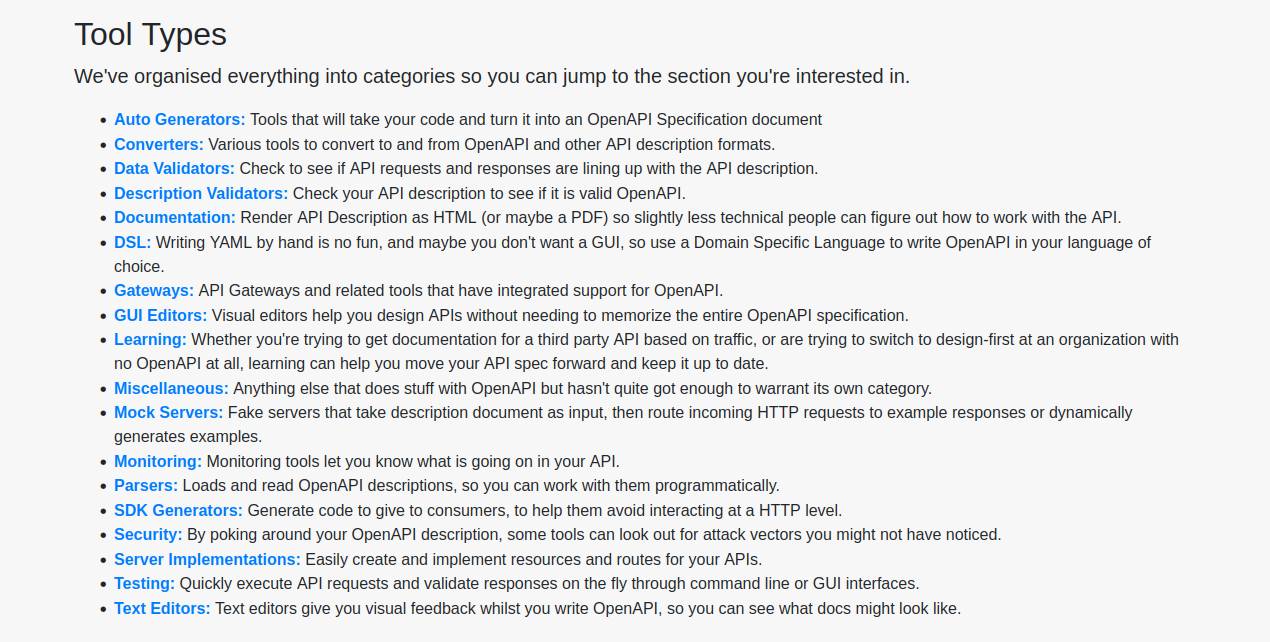 Tool Types
We've organised everything into categories so you can jump to the section you're interested in.
• Auto Generators: Tools that will take your code and turn it into an OpenAPI Specification document
• Converters: Various tools to convert to and from OpenAPI and other API description formats.
• Data Validators: Check to see if API requests and responses are lining up with the API description.
• Description Validators: Check your API description to see if it is valid OpenAPI.
• Documentation: Render API Description as HTML (or maybe a PDF) so slightly less technical people can figure out how to work with the API.
• DSL: Writing YAML by hand is no fun, and maybe you don't want a GUI, so use a Domain Specific Language to write OpenAPI in your language of
choice.
• Gateways: API Gateways and related tools that have integrated support for OpenAPI.
• GUI Editors: Visual editors help you design APIs without needing to memorize the entire OpenAPI specification.
• Learning: Whether you're trying to get documentation for a third party API based on traffic, or are trying to switch to design-first at an organization with
no OpenAPI at all, learning can help you move your API spec forward and keep it up to date.
• Miscellaneous: Anything else that does stuff with OpenAPI but hasn't quite got enough to warrant its own category.
• Mock Servers: Fake servers that take description document as input, then route incoming HTTP requests to example responses or dynamically
generates examples.
• Monitoring: Monitoring tools let you know what is going on in your API.
• Parsers: Loads and read OpenAPI descriptions, so you can work with them programmatically.
• SDK Generators: Generate code to give to consumers, to help them avoid interacting at a HTTP level.
• Security: By poking around your OpenAPI description, some tools can look out for attack vectors you might not have noticed.
• Server Implementations: Easily create and implement resources and routes for your APIs.
• Testing: Quickly execute API requests and validate responses on the fly through command line or GUI interfaces.
• Text Editors: Text editors give you visual feedback whilst you write OpenAPI, so you can see what docs might look like.